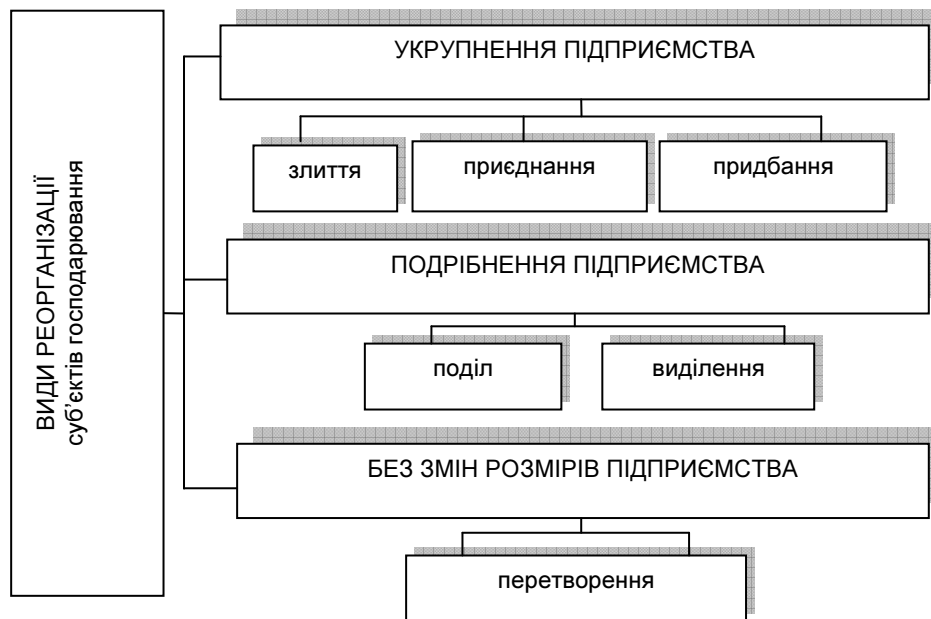 ВИДИ РЕОРГАНІЗАЦІЇ
суб’єктів господарювання
УКРУПНЕННЯ ПІДПРИЄМСТВА
злиття
приєднання
придбання
ПОДРІБНЕННЯ ПІДПРИЄМСТВА
поділ
виділення
БЕЗ ЗМІН РОЗМІРІВ ПІДПРИЄМСТВА
перетворення